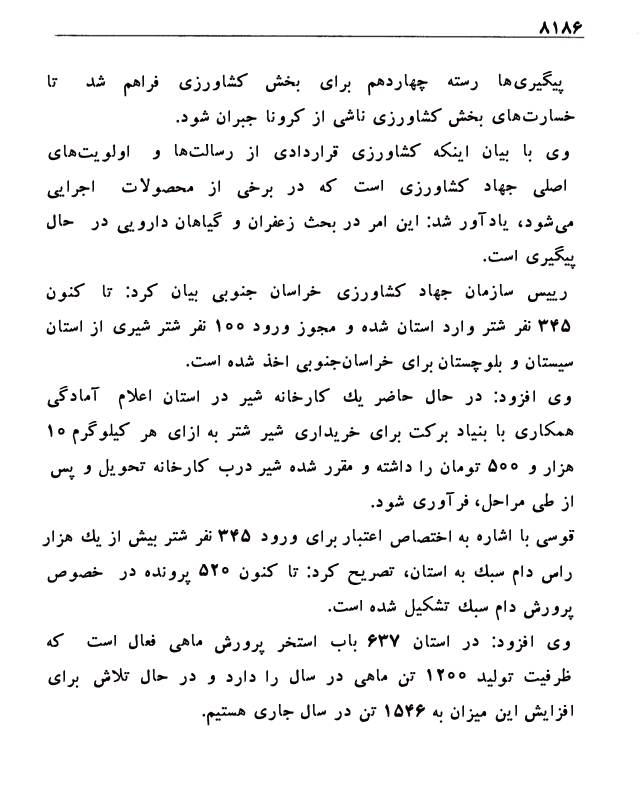 ۸۱۸۶
پیگیری‌ها رسته چهاردهم برای بخش کشاورزی فراهم شد تا
خسارت‌های بخش کشاورزی ناشی از کرونا جبران شود.
وی با بیان اینکه کشاورزی قراردادی از رسالت‌ها و اولویت‌های
اصلی جهاد کشاورزی است که در برخی از محصولات اجرایی
می‌شود، یادآور شد: این امر در بحث زعفران و گیاهان دارویی در حال
پیگیری است.
رییس سازمان جهاد کشاورزی خراسان جنوبی بیان کرد: تا کنون
۳۴۵ نفر شتر وارد استان شده و مجوز ورود ۱۰۰ نفر شتر شیری از استان
سیستان و بلوچستان برای خراسان‌جنوبی اخذ شده است.
وی افزود: در حال حاضر یك کارخانه شیر در استان اعلام آمادگی
همکاری با بنیاد برکت برای خریداری شیر شتر به ازای هر کیلوگرم ۱۰
هزار و ۵۰۰ تومان را داشته و مقرر شده شیر درب کارخانه تحویل و پس
از طی مراحل، فرآوری شود.
قوسی با اشاره به اختصاص اعتبار برای ورود ۳۴۵ نفر شتر بیش از یك هزار
راس دام سبك به استان، تصریح کرد: تا کنون ۵۲۰ پرونده در خصوص
پرورش دام سبك تشکیل شده است.
وی افزود: در استان ۶۳۷ باب استخر پرورش ماهی فعال است که
ظرفیت تولید ۱۲۰۰ تن ماهی در سال را دارد و در حال تلاش برای
افزایش این میزان به ۱۵۴۶ تن در سال جاری هستیم.